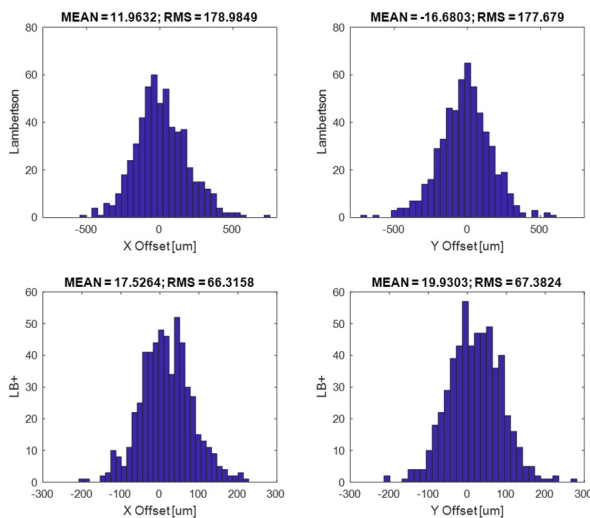 MEAN = 11.9632; RMS = 178.9849
80
60
40
20
0
Lambertson
-500 0 500
X Offset [um]
MEAN = -16.6803; RMS = 177.679
80
60
40
20
0
Lambertson
-500 0 500
Y Offset [um]
MEAN = 17.5264; RMS = 66.3158
60
50
40
30
20
10
0
LB+
-300 -200 -100 0 100 200 300
X Offset [um]
MEAN = 19.9303; RMS = 67.3824
60
50
40
30
20
10
0
LB+
-300 -200 -100 0 100 200 300
Y Offset [um]